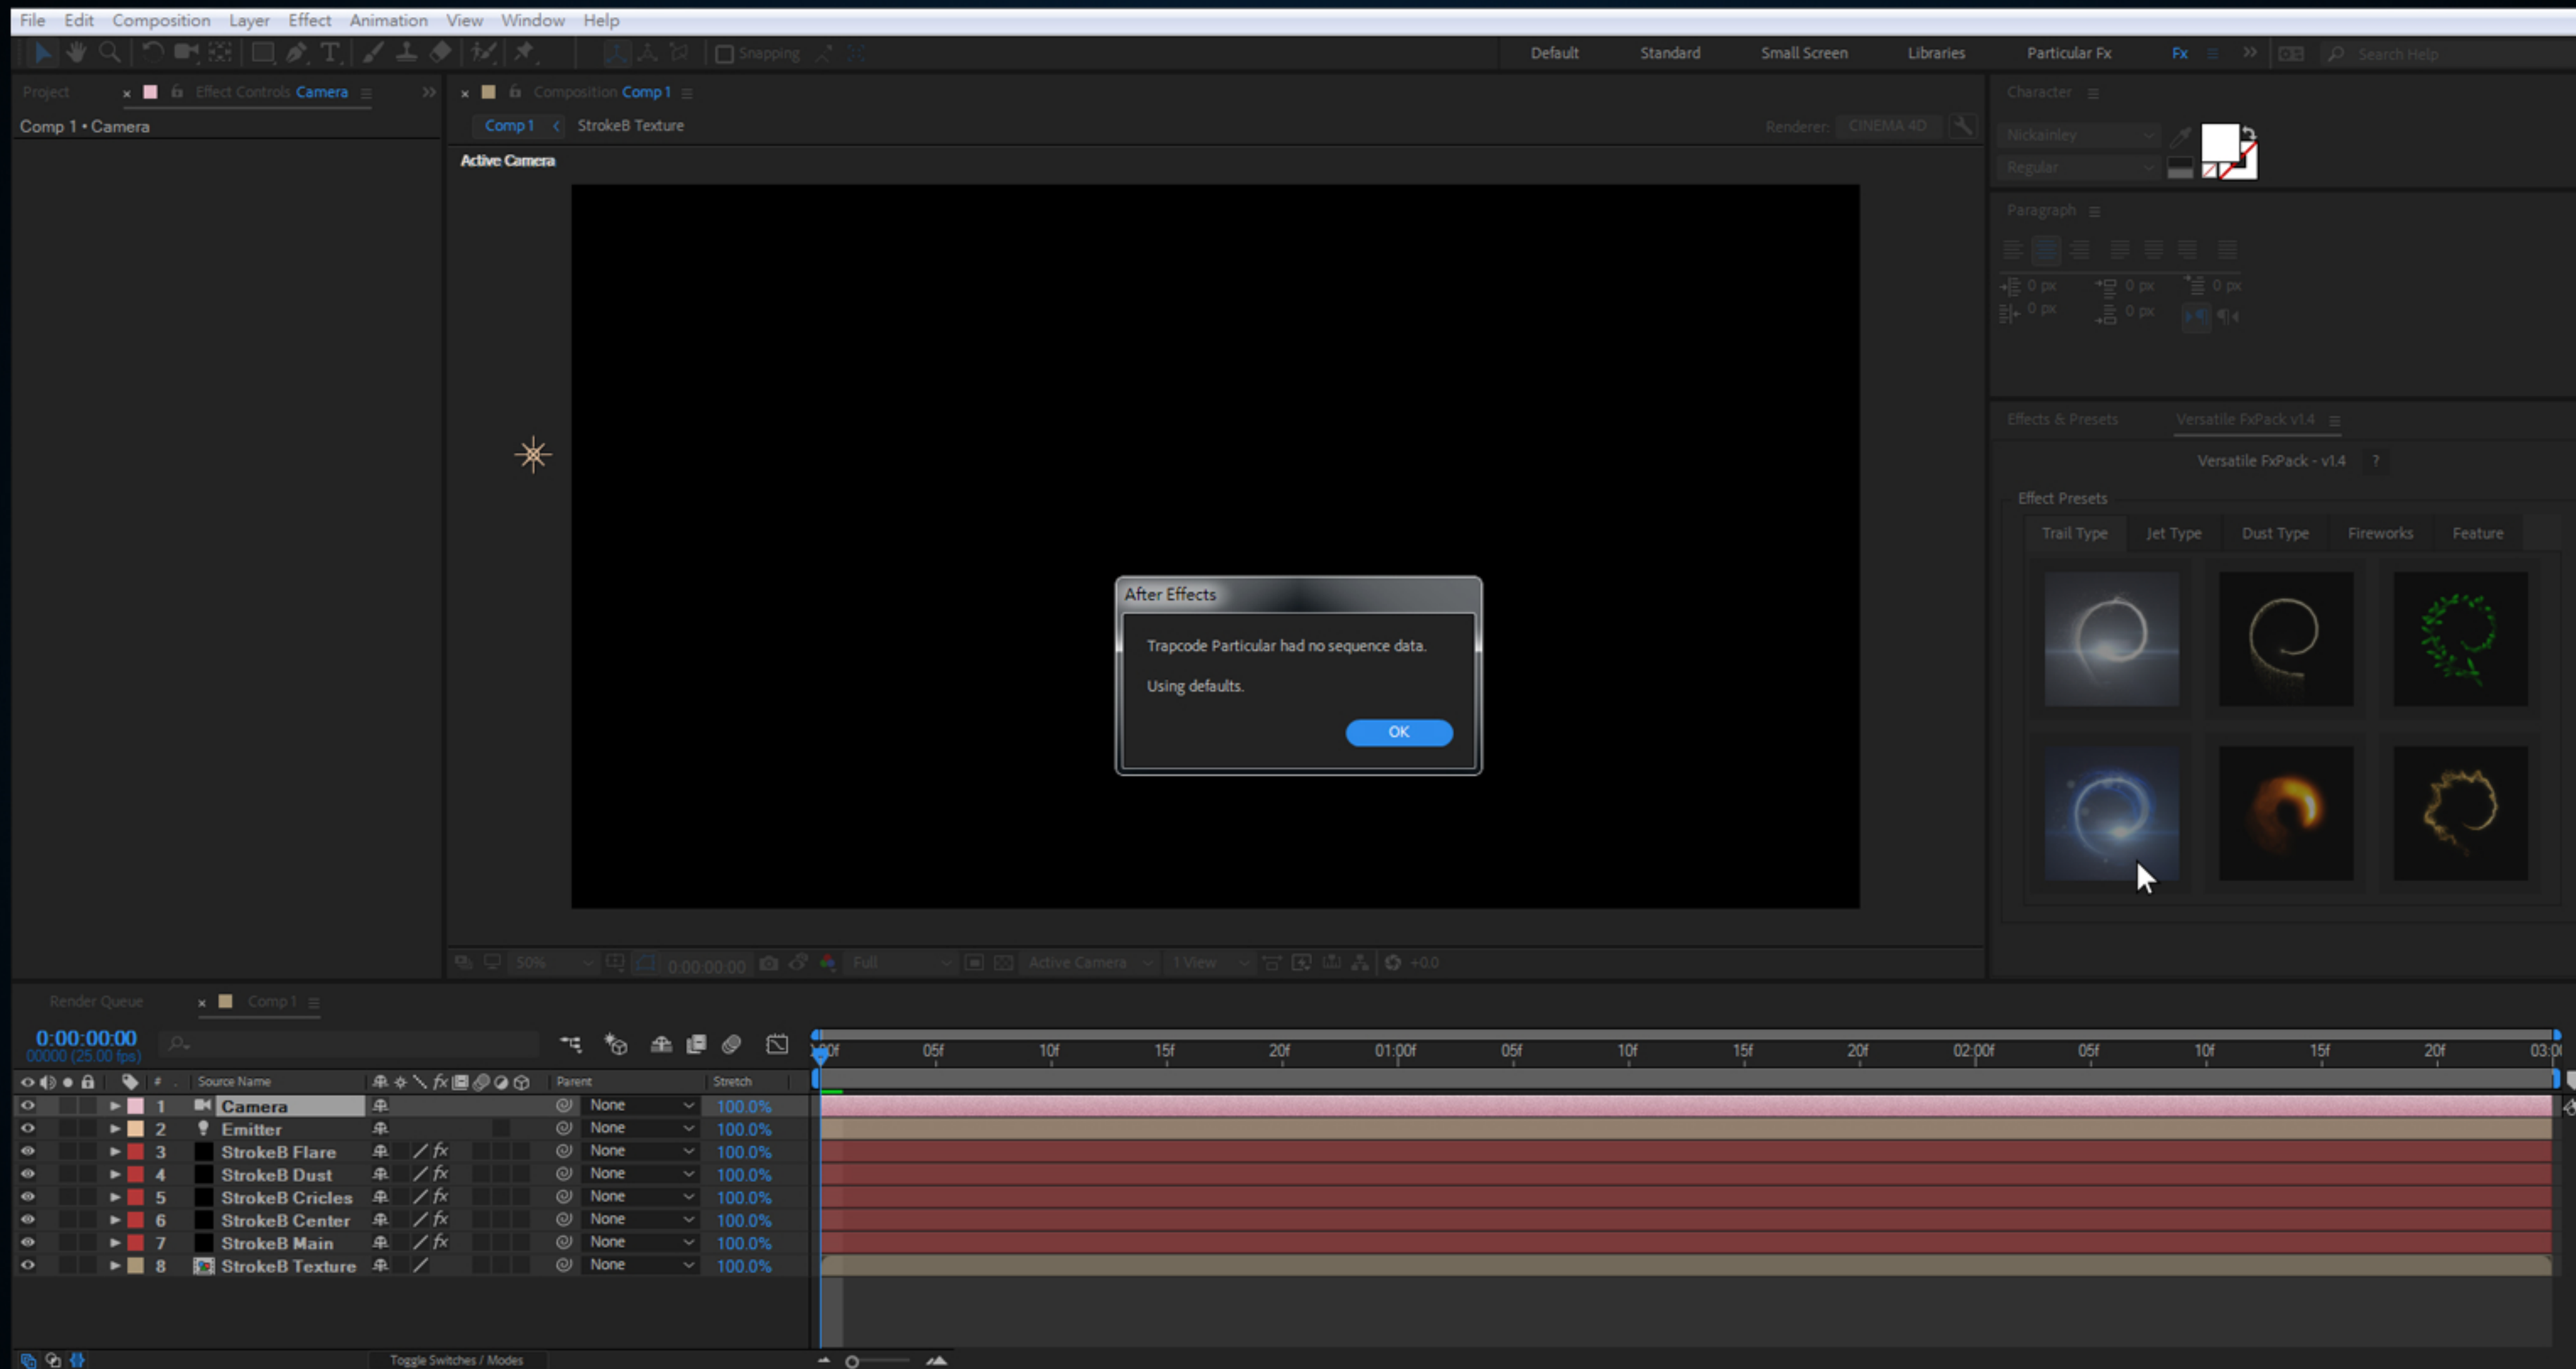 File Edit Composition Layer Effect Animation View Window Help
Snapping Default Standard Small Screen Libraries Particular Fx Fx Search Help
Project Effect Controls Camera
Composition Comp 1
Character
Comp 1 • Camera
Comp 1 StrokeB Texture
Renderer: CINEMA 4D
Nickainley
Regular
Active Camera
Paragraph
0 px 0 px 0 px
0 px 0 px
Effects & Presets Versatile FxPack v1.4
Versatile FxPack - v1.4 ?
Effect Presets
Trail Type Jet Type Dust Type Fireworks Feature
After Effects
Trapcode Particular had no sequence data.
Using defaults.
OK
50% 0:00:00:00 Full Active Camera 1 View +0.0
Render Queue Comp 1
0:00:00:00
00000 (25.00 fps)
00f 05f 10f 15f 20f 01:00f 05f 10f 15f 20f 02:00f 05f 10f 15f 20f 03:0
# Source Name fx Parent Stretch
1 Camera None 100.0%
2 Emitter None 100.0%
3 StrokeB Flare fx None 100.0%
4 StrokeB Dust fx None 100.0%
5 StrokeB Cricles fx None 100.0%
6 StrokeB Center fx None 100.0%
7 StrokeB Main fx None 100.0%
8 StrokeB Texture None 100.0%
Toggle Switches / Modes